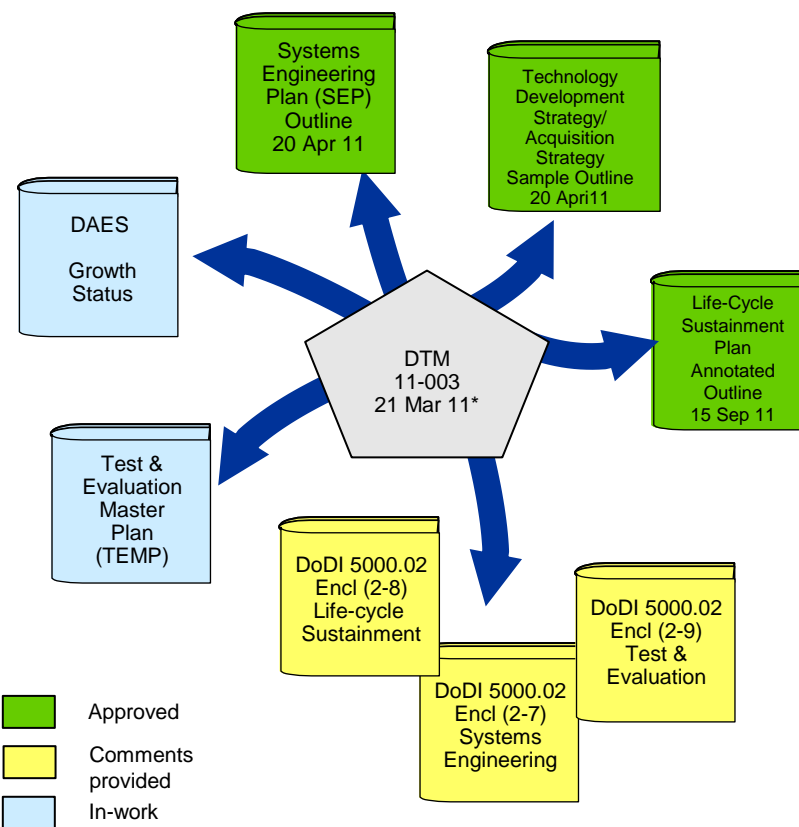 Systems
Engineering
Plan (SEP)
Outline
20 Apr 11
Technology
Development
Strategy/
Acquisition
Strategy
Sample Outline
20 Apri11
DAES
Growth
Status
Life-Cycle
Sustainment
Plan
Annotated
Outline
15 Sep 11
DTM
11-003
21 Mar 11*
Test &
Evaluation
Master
Plan
(TEMP)
DoDI 5000.02
Encl (2-8)
Life-cycle
Sustainment
DoDI 5000.02
Encl (2-9)
Test &
Evaluation
DoDI 5000.02
Encl (2-7)
Systems
Engineering
Approved
Comments
provided
In-work